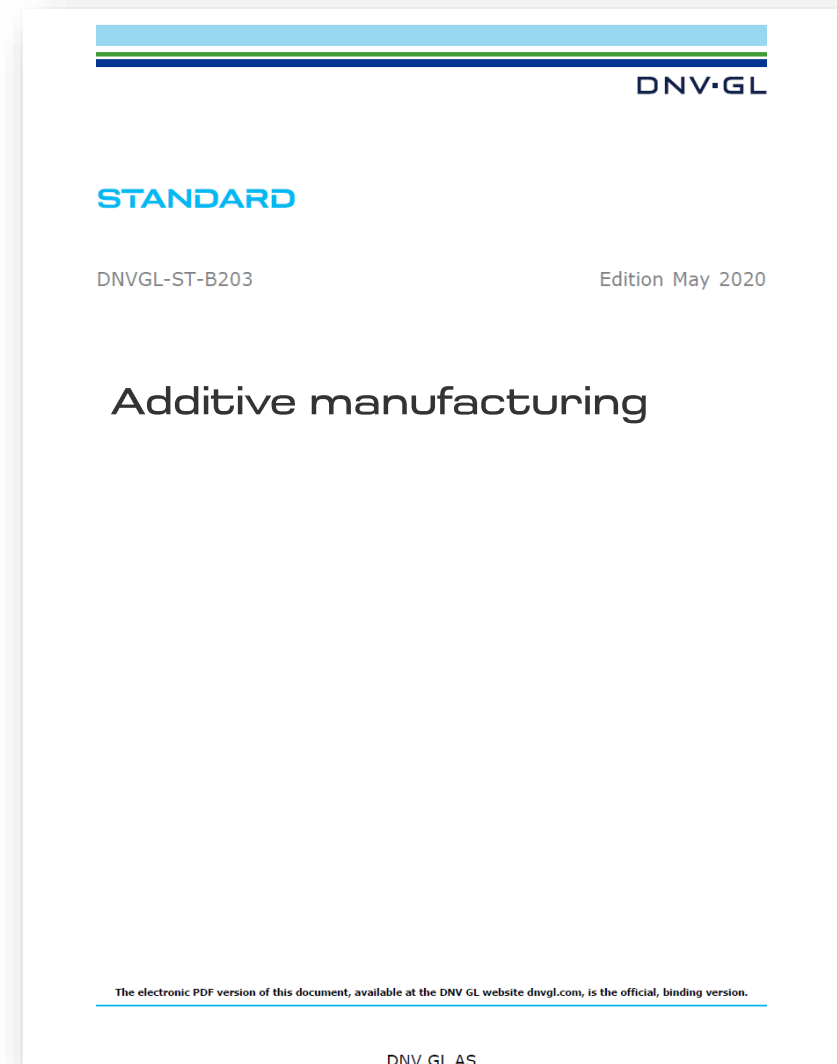 DNV·GL
STANDARD
DNVGL-ST-B203 Edition May 2020
Additive manufacturing
The electronic PDF version of this document, available at the DNV GL website dnvgl.com, is the official, binding version.
DNV GL AS